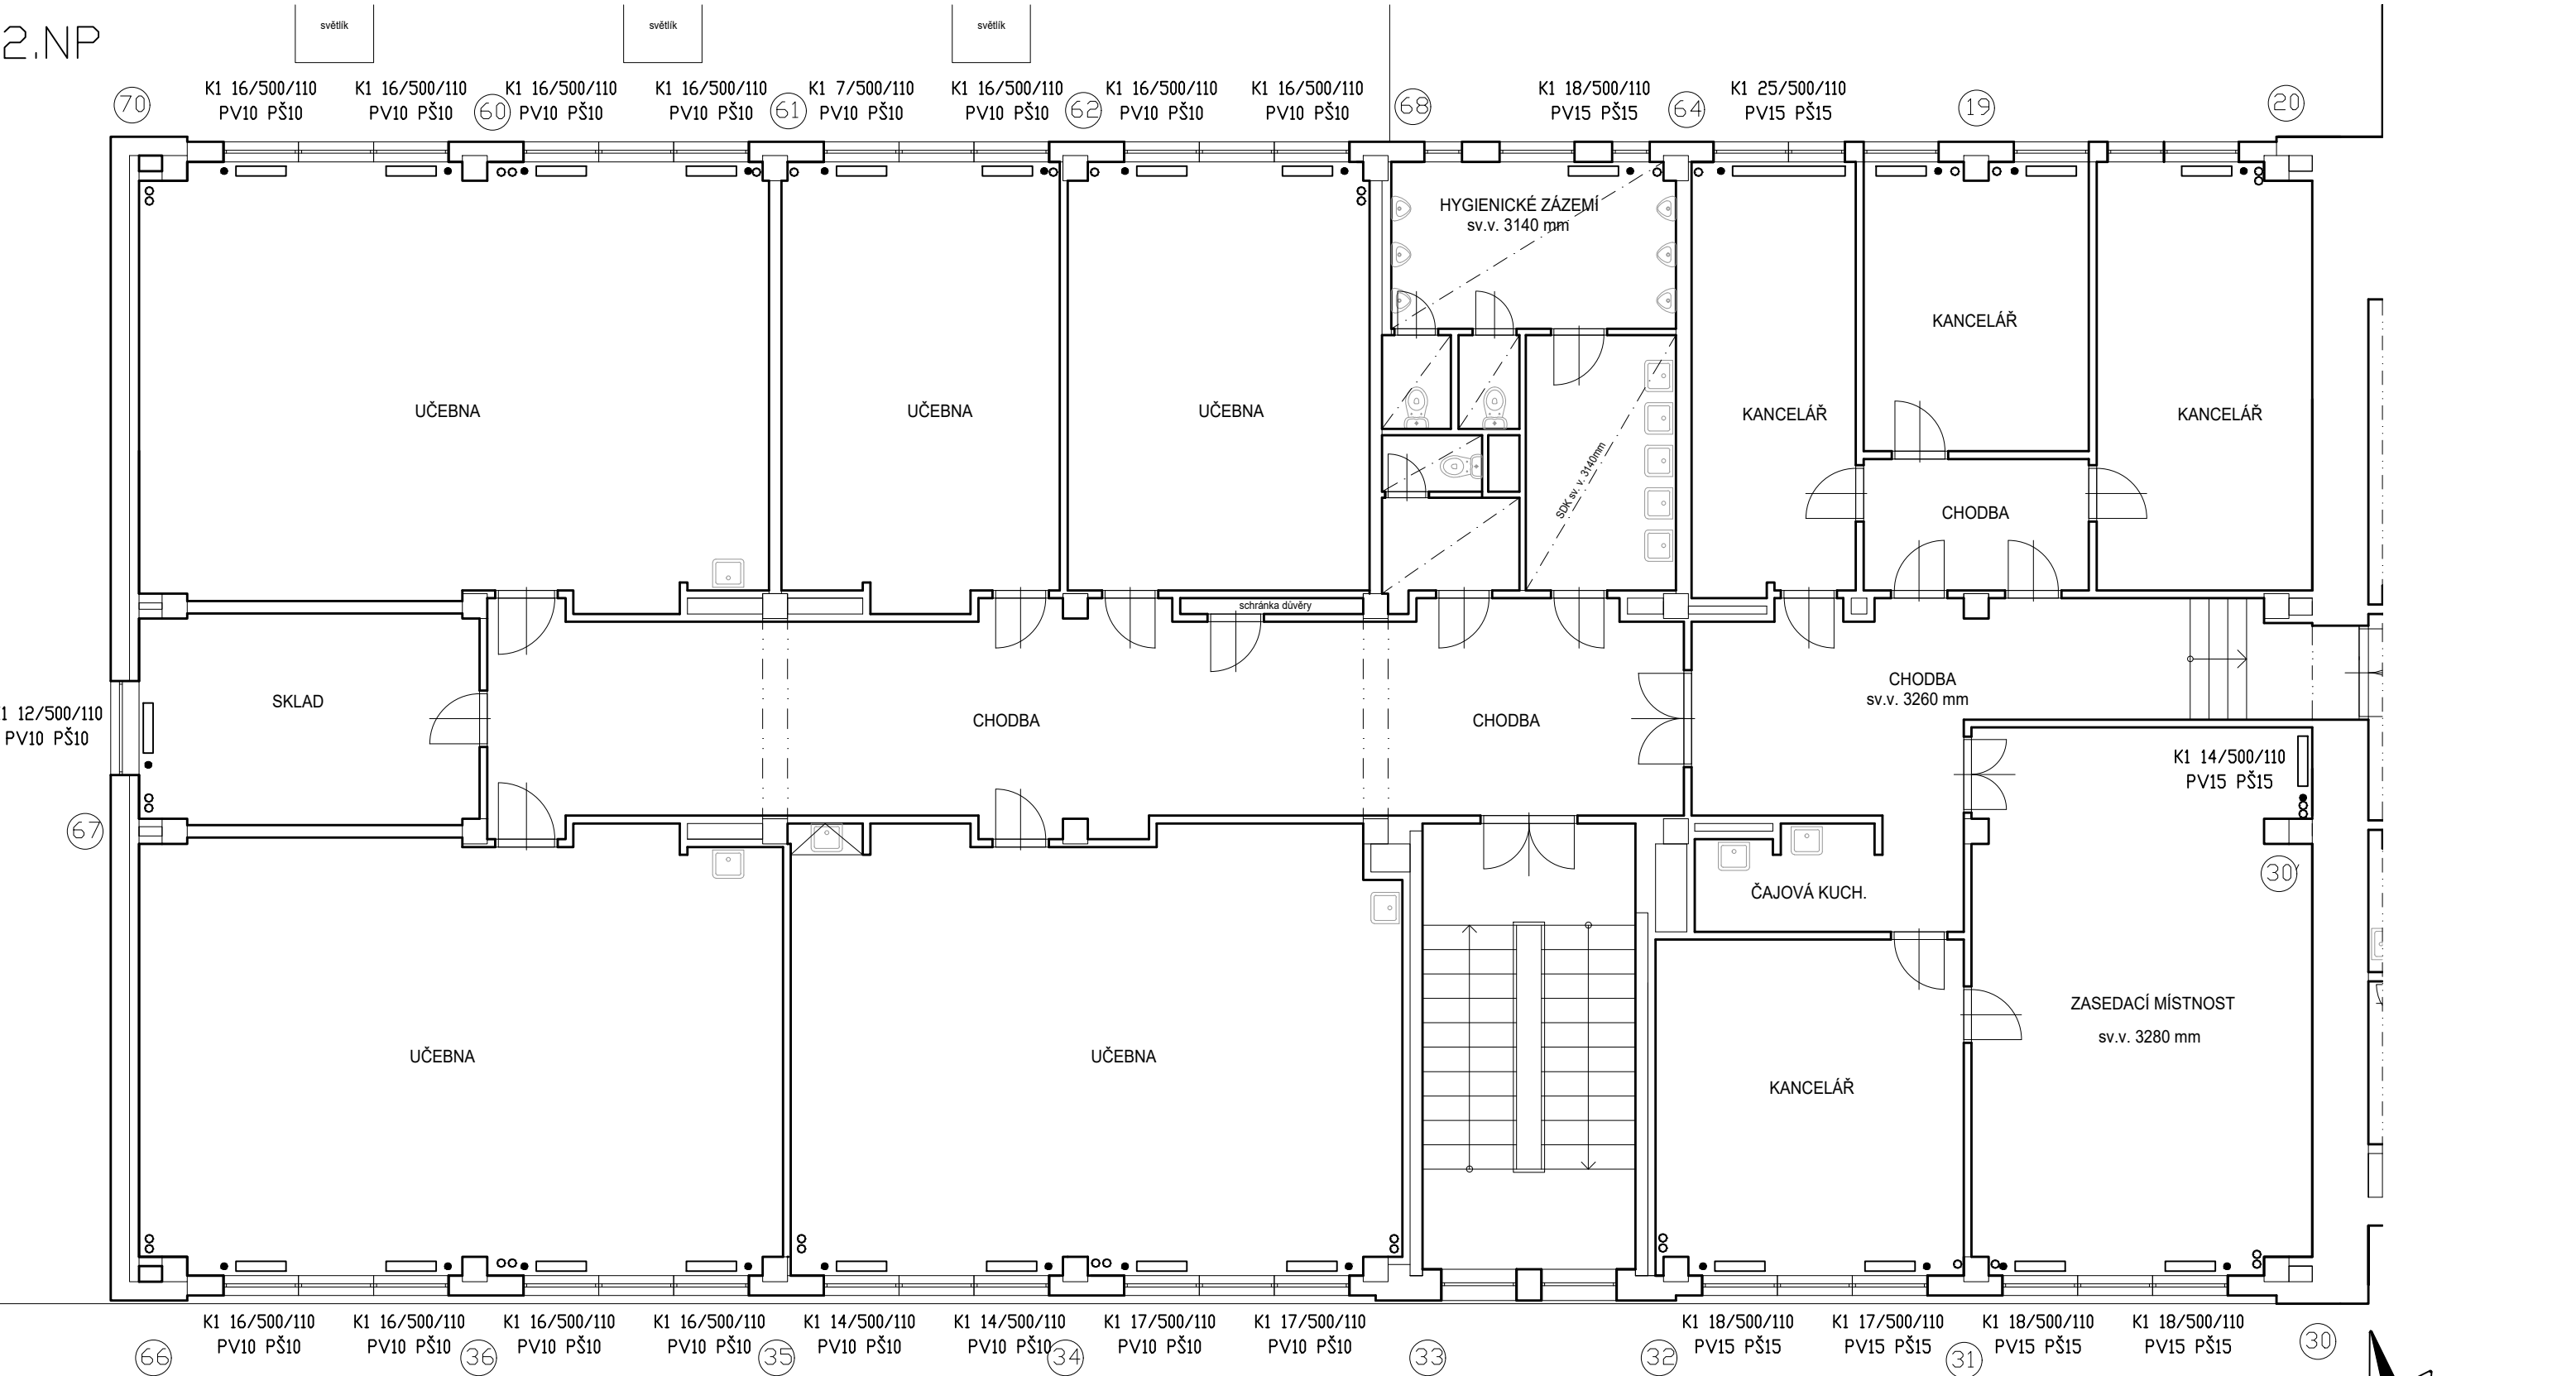 světlík
světlík
světlík
2.NP
K1 16/500/110
PV10 PŠ10
K1 16/500/110
PV10 PŠ10
K1 16/500/110
PV10 PŠ10
K1 16/500/110
PV10 PŠ10
K1 7/500/110
PV10 PŠ10
K1 16/500/110
PV10 PŠ10
K1 16/500/110
PV10 PŠ10
K1 16/500/110
PV10 PŠ10
K1 18/500/110
PV15 PŠ15
K1 25/500/110
PV15 PŠ15
70
60
61
62
68
64
19
20
HYGIENICKÉ ZÁZEMÍ
sv.v. 3140 mm
KANCELÁŘ
UČEBNA
UČEBNA
UČEBNA
KANCELÁŘ
KANCELÁŘ
SDK sv. v. 3140mm
CHODBA
schránka důvěry
SKLAD
CHODBA
CHODBA
CHODBA
sv.v. 3260 mm
1 12/500/110
PV10 PŠ10
K1 14/500/110
PV15 PŠ15
67
30'
ČAJOVÁ KUCH.
UČEBNA
UČEBNA
KANCELÁŘ
ZASEDACÍ MÍSTNOST
sv.v. 3280 mm
K1 16/500/110
PV10 PŠ10
K1 16/500/110
PV10 PŠ10
K1 16/500/110
PV10 PŠ10
K1 16/500/110
PV10 PŠ10
K1 14/500/110
PV10 PŠ10
K1 14/500/110
PV10 PŠ10
K1 17/500/110
PV10 PŠ10
K1 17/500/110
PV10 PŠ10
K1 18/500/110
PV15 PŠ15
K1 17/500/110
PV15 PŠ15
K1 18/500/110
PV15 PŠ15
K1 18/500/110
PV15 PŠ15
66
36
35
34
33
32
31
30